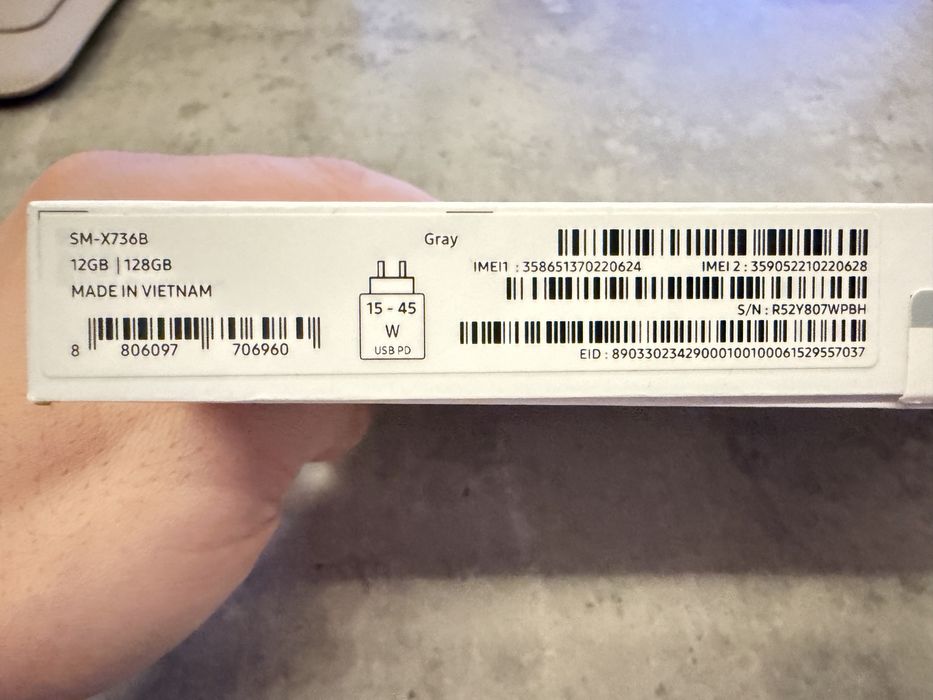 SM-X736B
12GB | 128GB
MADE IN VIETNAM
8 806097 706960
15 - 45
W
USB PD
Gray
IMEI1 : 358651370220624 IMEI 2 : 359052210220628
S/N : R52Y807WPBH
EID : 89033023429000100100061529557037